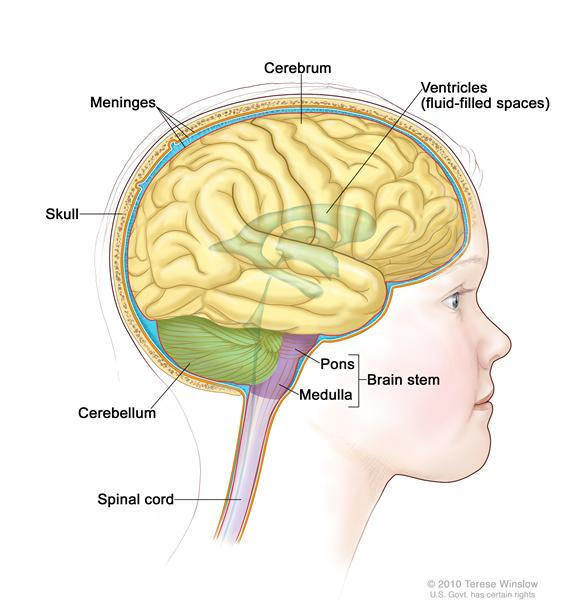 Cerebrum
Ventricles
(fluid-filled spaces)
Meninges
Skull
Pons
Brain stem
Medulla
Cerebellum
Spinal cord
© 2010 Terese Winslow
U.S. Govt. has certain rights